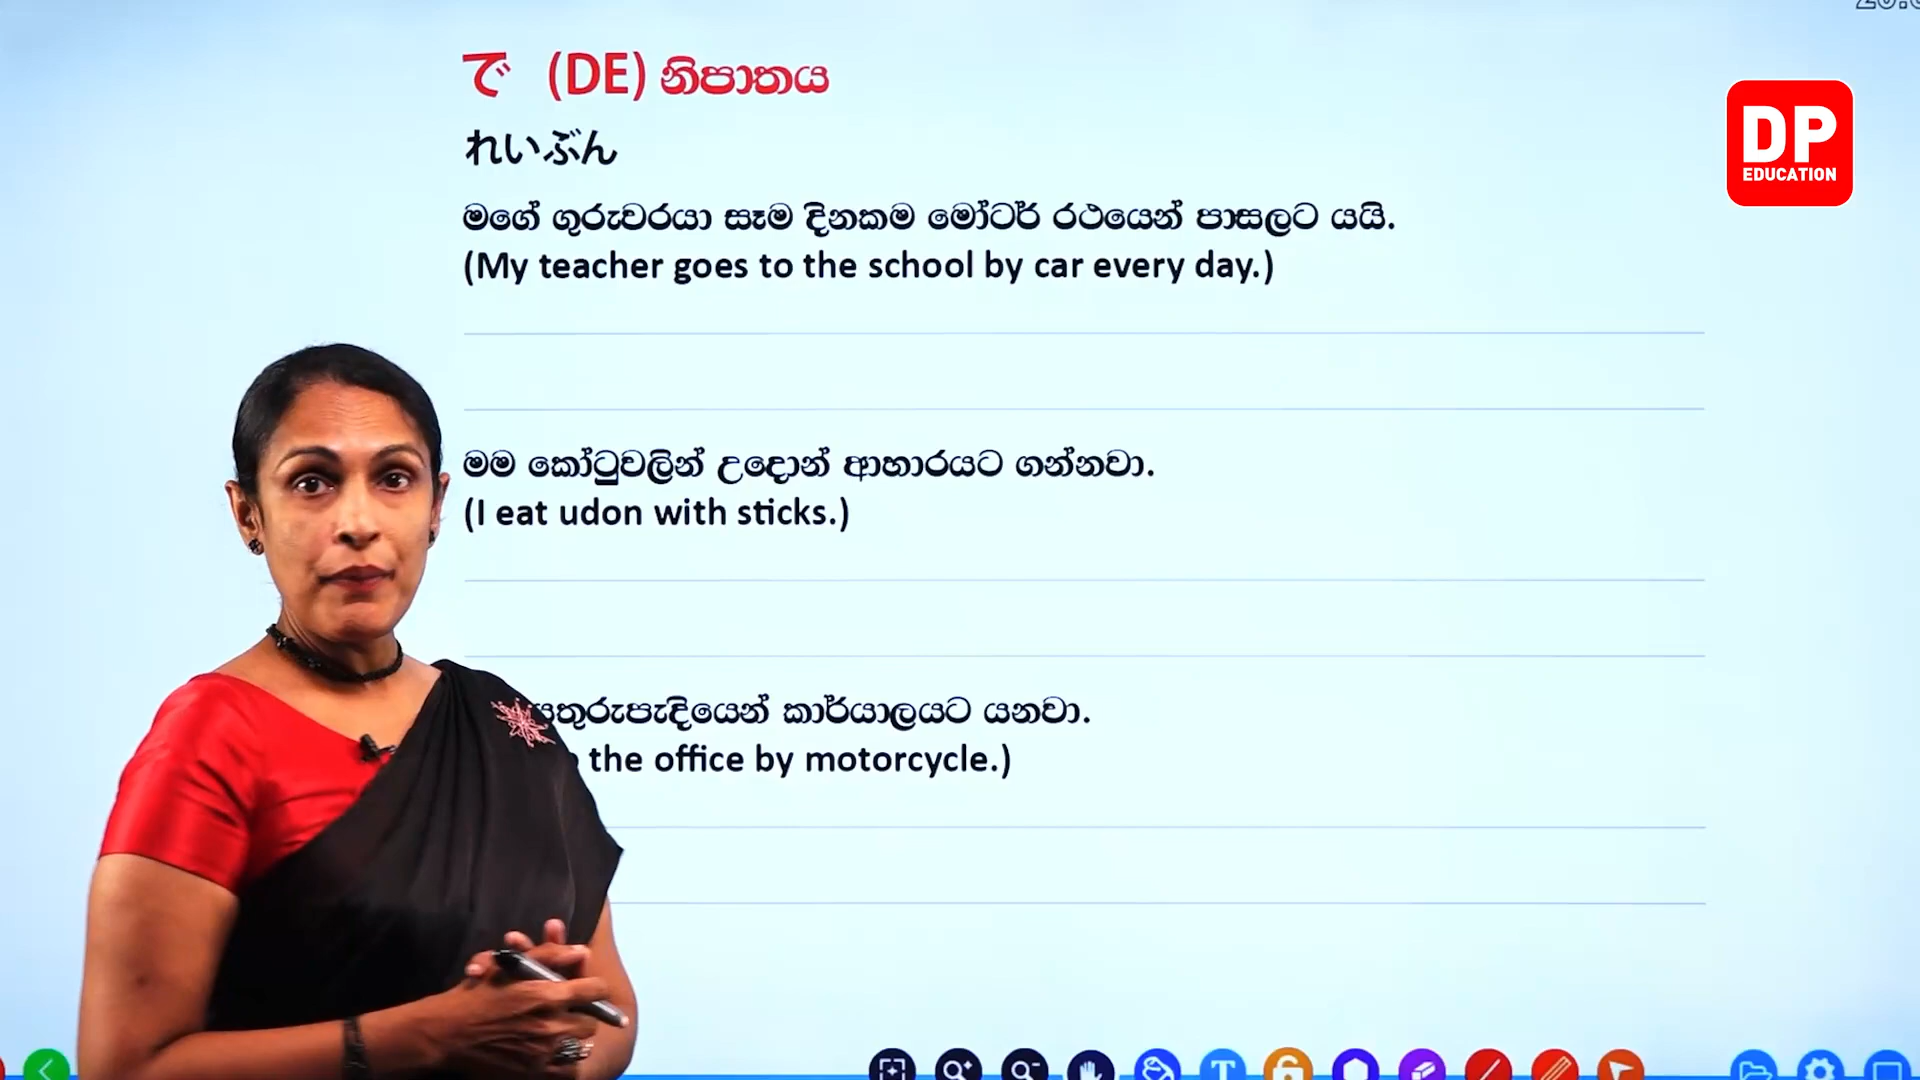 で (DE) නිපාතය
れいぶん
මගේ ගුරුවරයා සෑම දිනකම මෝටර් රථයෙන් පාසලට යයි.
(My teacher goes to the school by car every day.)
මම කෝටුවලින් උදොන් ආහාරයට ගන්නවා.
(I eat udon with sticks.)
කාර්යාලයට යනවා.
the office by motorcycle.)
DP
EDUCATION
T